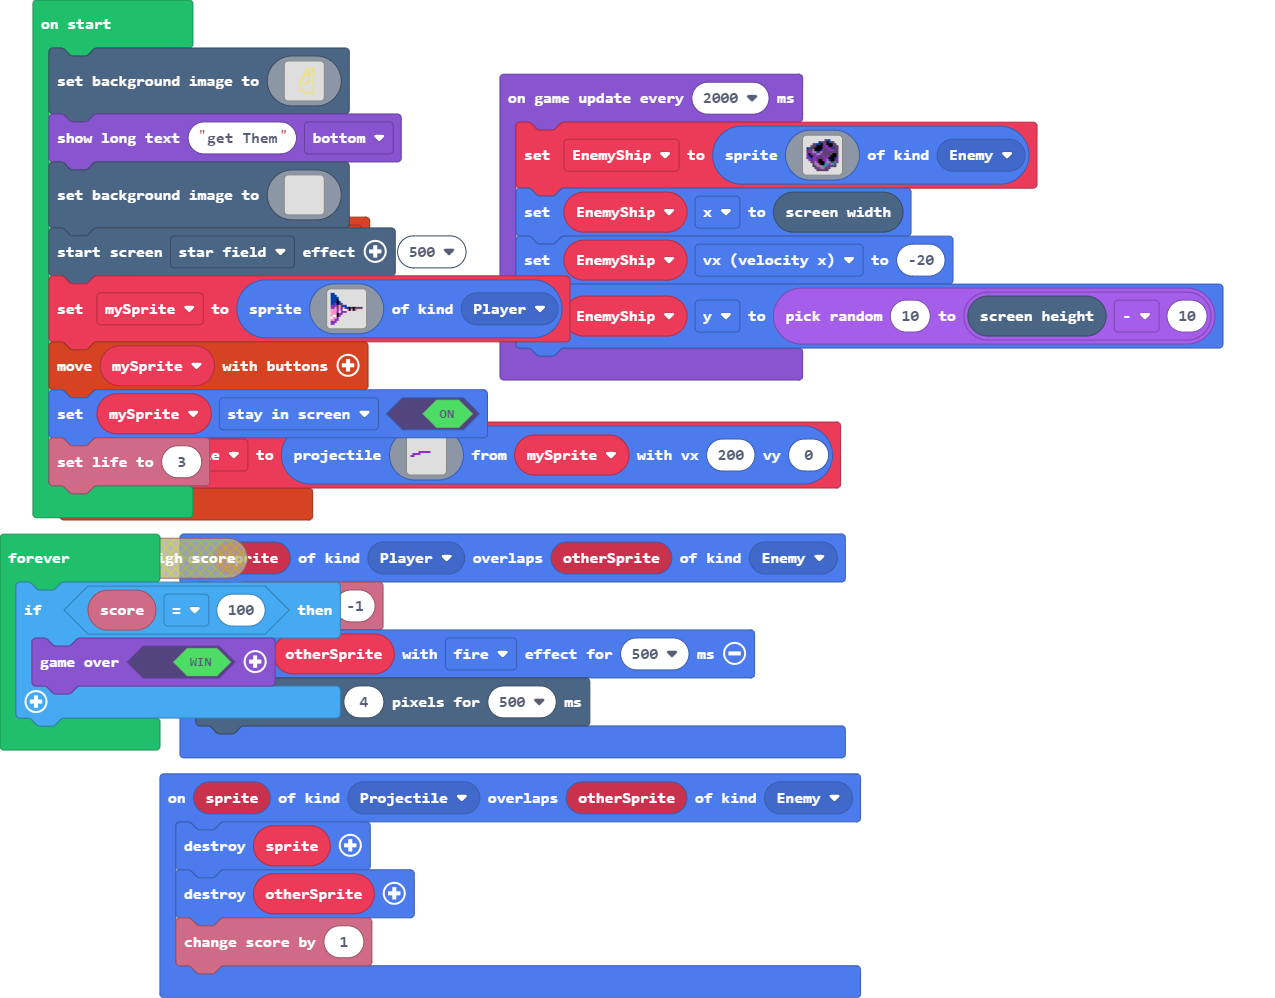 on start
set background image to
show long text "get Them" bottom
set background image to
start screen star field effect 500
set mySprite to sprite of kind Player
move mySprite with buttons
set mySprite stay in screen ON
set life to 3
on game update every 2000 ms
set EnemyShip to sprite of kind Enemy
set EnemyShip x to screen width
set EnemyShip vx (velocity x) to -20
EnemyShip y to pick random 10 to screen height - 10
e to projectile from mySprite with vx 200 vy 0
forever
if score = 100 then
game over WIN
igh score
rite of kind Player overlaps otherSprite of kind Enemy
-1
otherSprite with fire effect for 500 ms
4 pixels for 500 ms
on sprite of kind Projectile overlaps otherSprite of kind Enemy
destroy sprite
destroy otherSprite
change score by 1